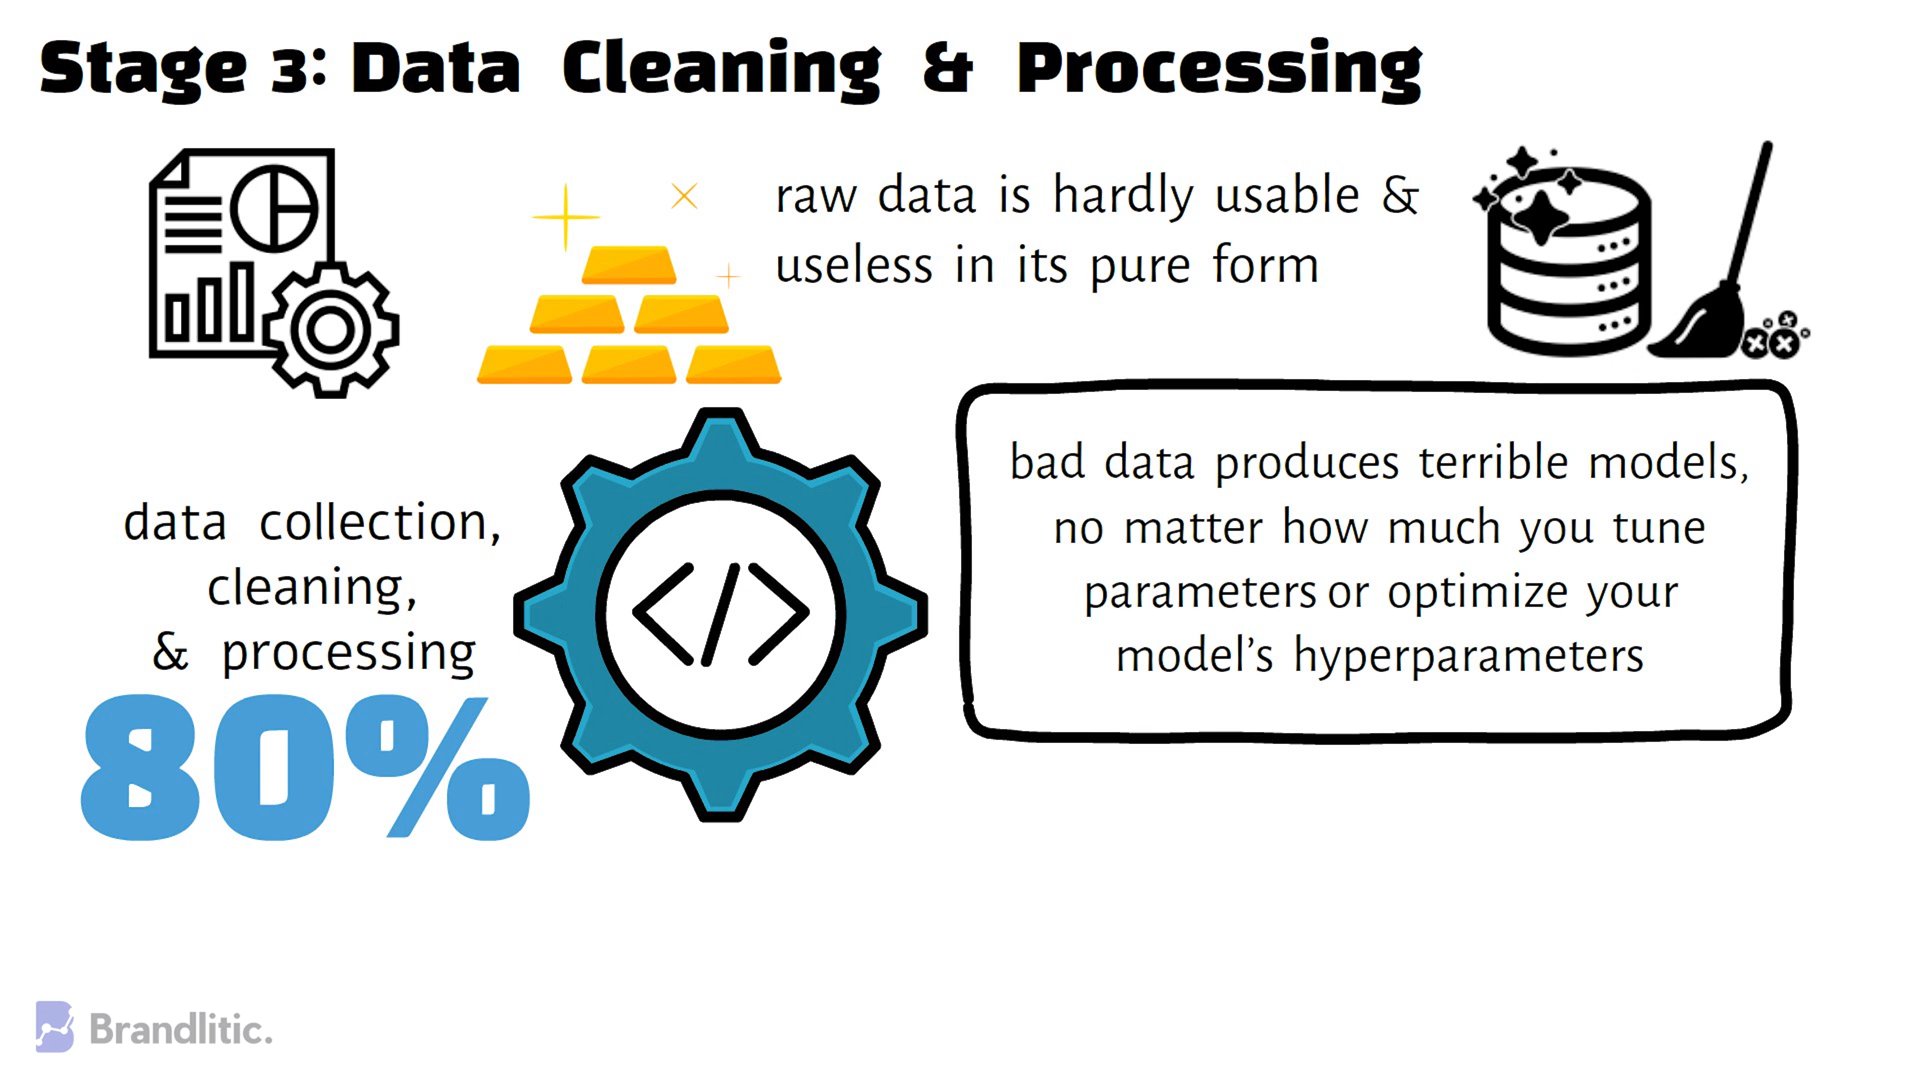 Stage 3: Data Cleaning & Processing
raw data is hardly usable &
useless in its pure form
data collection,
cleaning,
& processing
80%
</>
bad data produces terrible models,
no matter how much you tune
parameters or optimize your
model’s hyperparameters
Brandlitic.